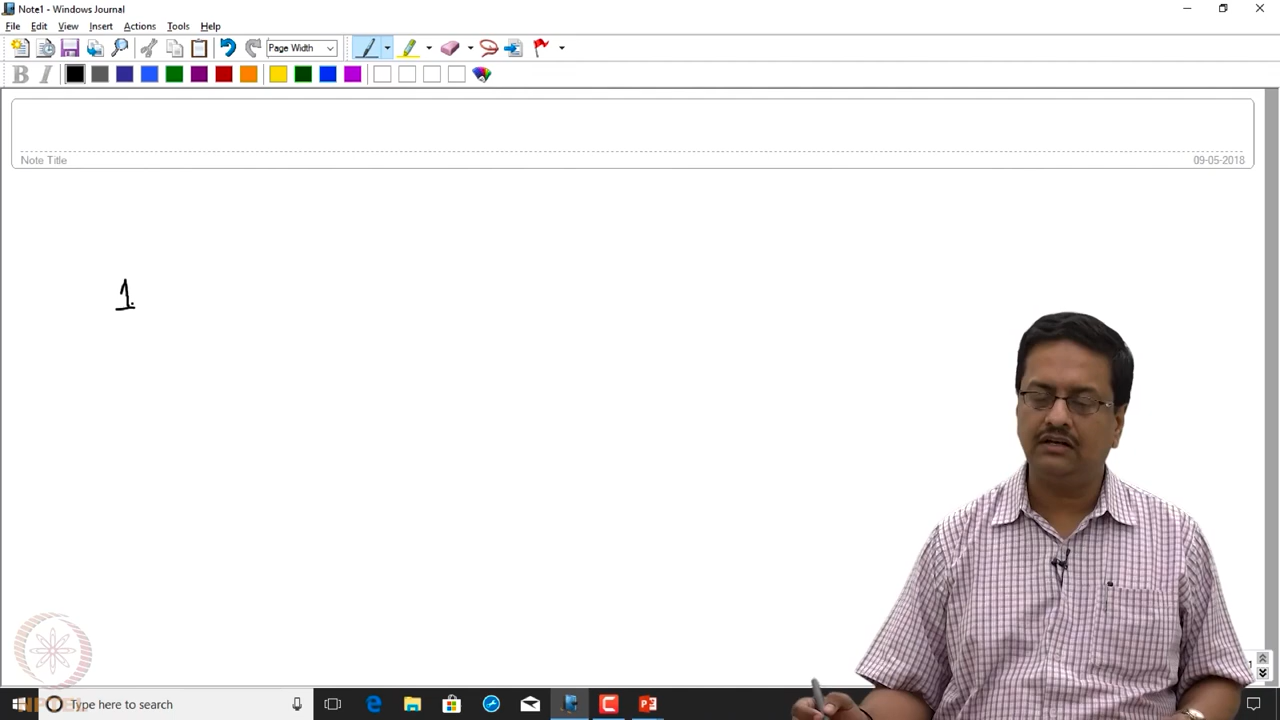 Note1 - Windows Journal
File Edit View Insert Actions Tools Help
Page Width
B I
Note Title 09-05-2018
1.
Type here to search